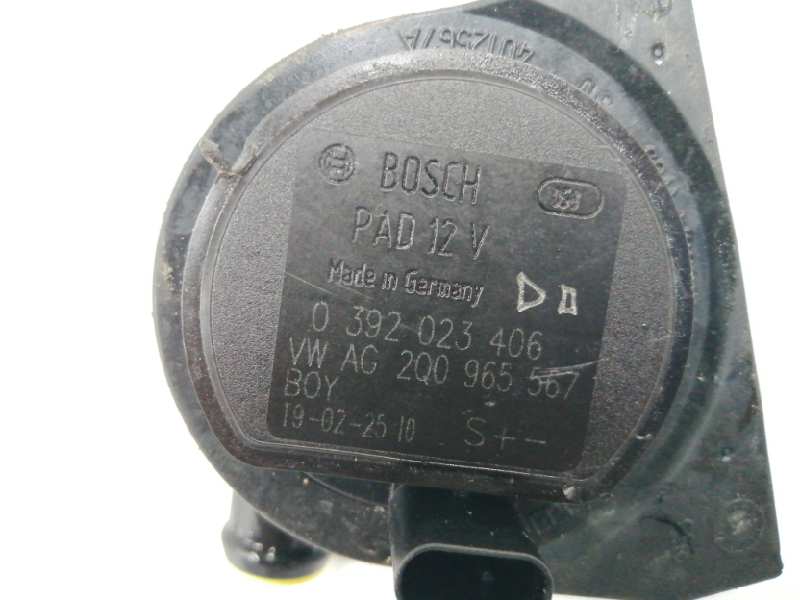 BOSCH
PAD 12 V
Made in Germany
0 392 023 406
VW AG 2Q0 965 567
BOY
19-02-25 10 S+-